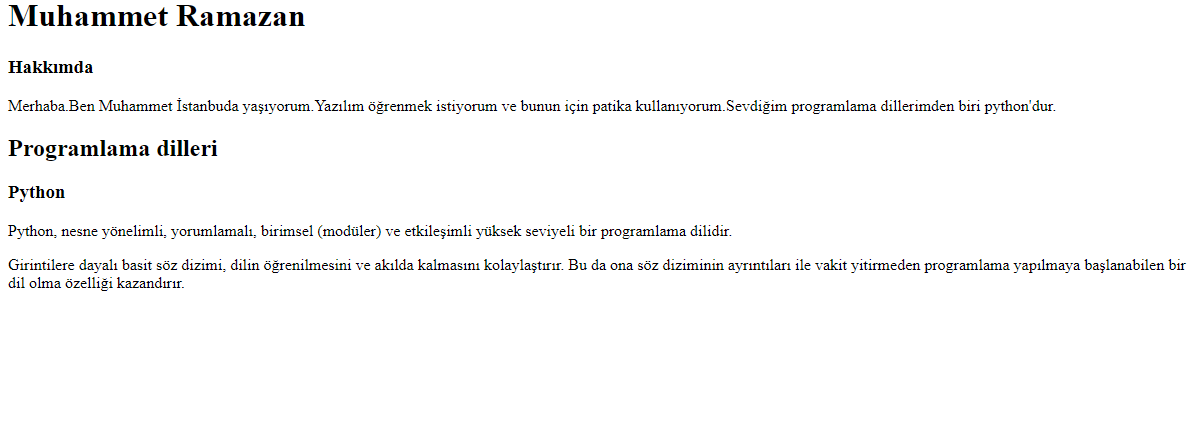 Muhammet Ramazan
Hakkımda
Merhaba.Ben Muhammet İstanbuda yaşıyorum.Yazılım öğrenmek istiyorum ve bunun için patika kullanıyorum.Sevdiğim programlama dillerimden biri python'dur.
Programlama dilleri
Python
Python, nesne yönelimli, yorumlamalı, birimsel (modüler) ve etkileşimli yüksek seviyeli bir programlama dilidir.
Girintilere dayalı basit söz dizimi, dilin öğrenilmesini ve akılda kalmasını kolaylaştırır. Bu da ona söz diziminin ayrıntıları ile vakit yitirmeden programlama yapılmaya başlanabilen bir
dil olma özelliği kazandırır.